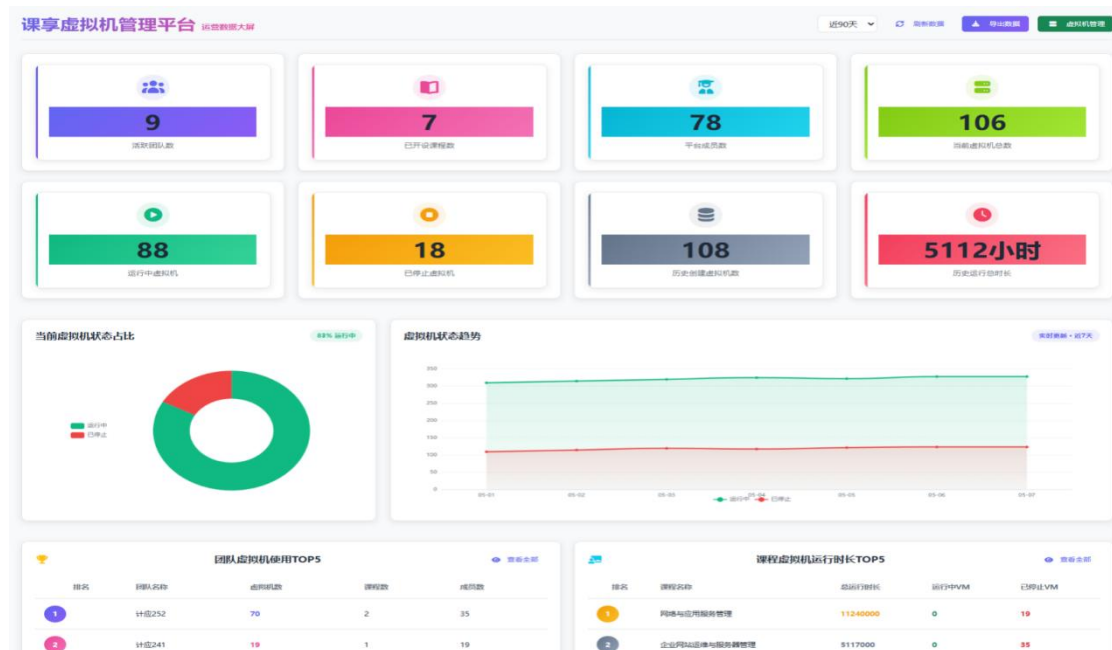 课享虚拟机管理平台 运营数据大屏 近90天 刷新数据 导出数据 虚拟机管理
9 7 78 106
活跃团队数 已开设课程数 平台成员数 当前虚拟机总数
88 18 108 5112小时
运行中虚拟机 已停止虚拟机 历史创建虚拟机数 历史运行总时长
当前虚拟机状态占比 83% 运行中 虚拟机状态趋势 实时更新・近7天
350
300
250
200
150
100
50
0
运行中
已停止
05-01 05-02 05-03 05-04 05-05 05-06 05-07
运行中 已停止
团队虚拟机使用TOP5 查看全部 课程虚拟机运行时长TOP5 查看全部
排名 团队名称 虚拟机数 课程数 成员数 排名 课程名称 总运行时长 运行中VM 已停止VM
1 计应252 70 2 35 1 网络与应用服务管理 11240000 0 19
2 计应241 19 1 19 2 企业网站运维与服务器管理 5117000 0 35